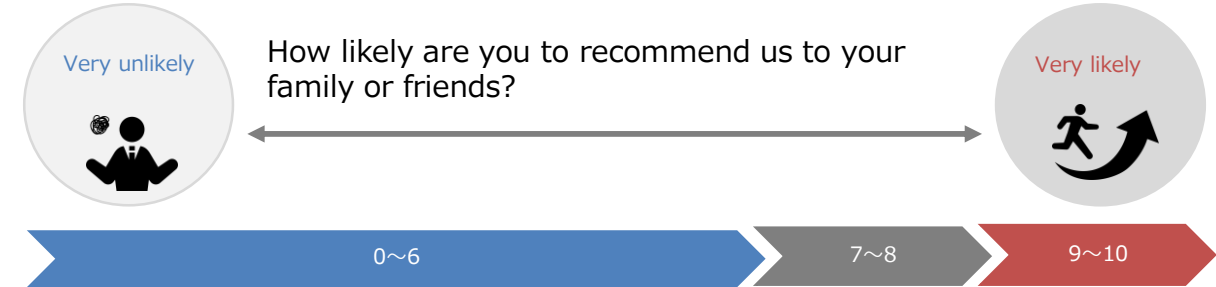 Very unlikely
How likely are you to recommend us to your
family or friends?
Very likely
0～6
7～8
9～10